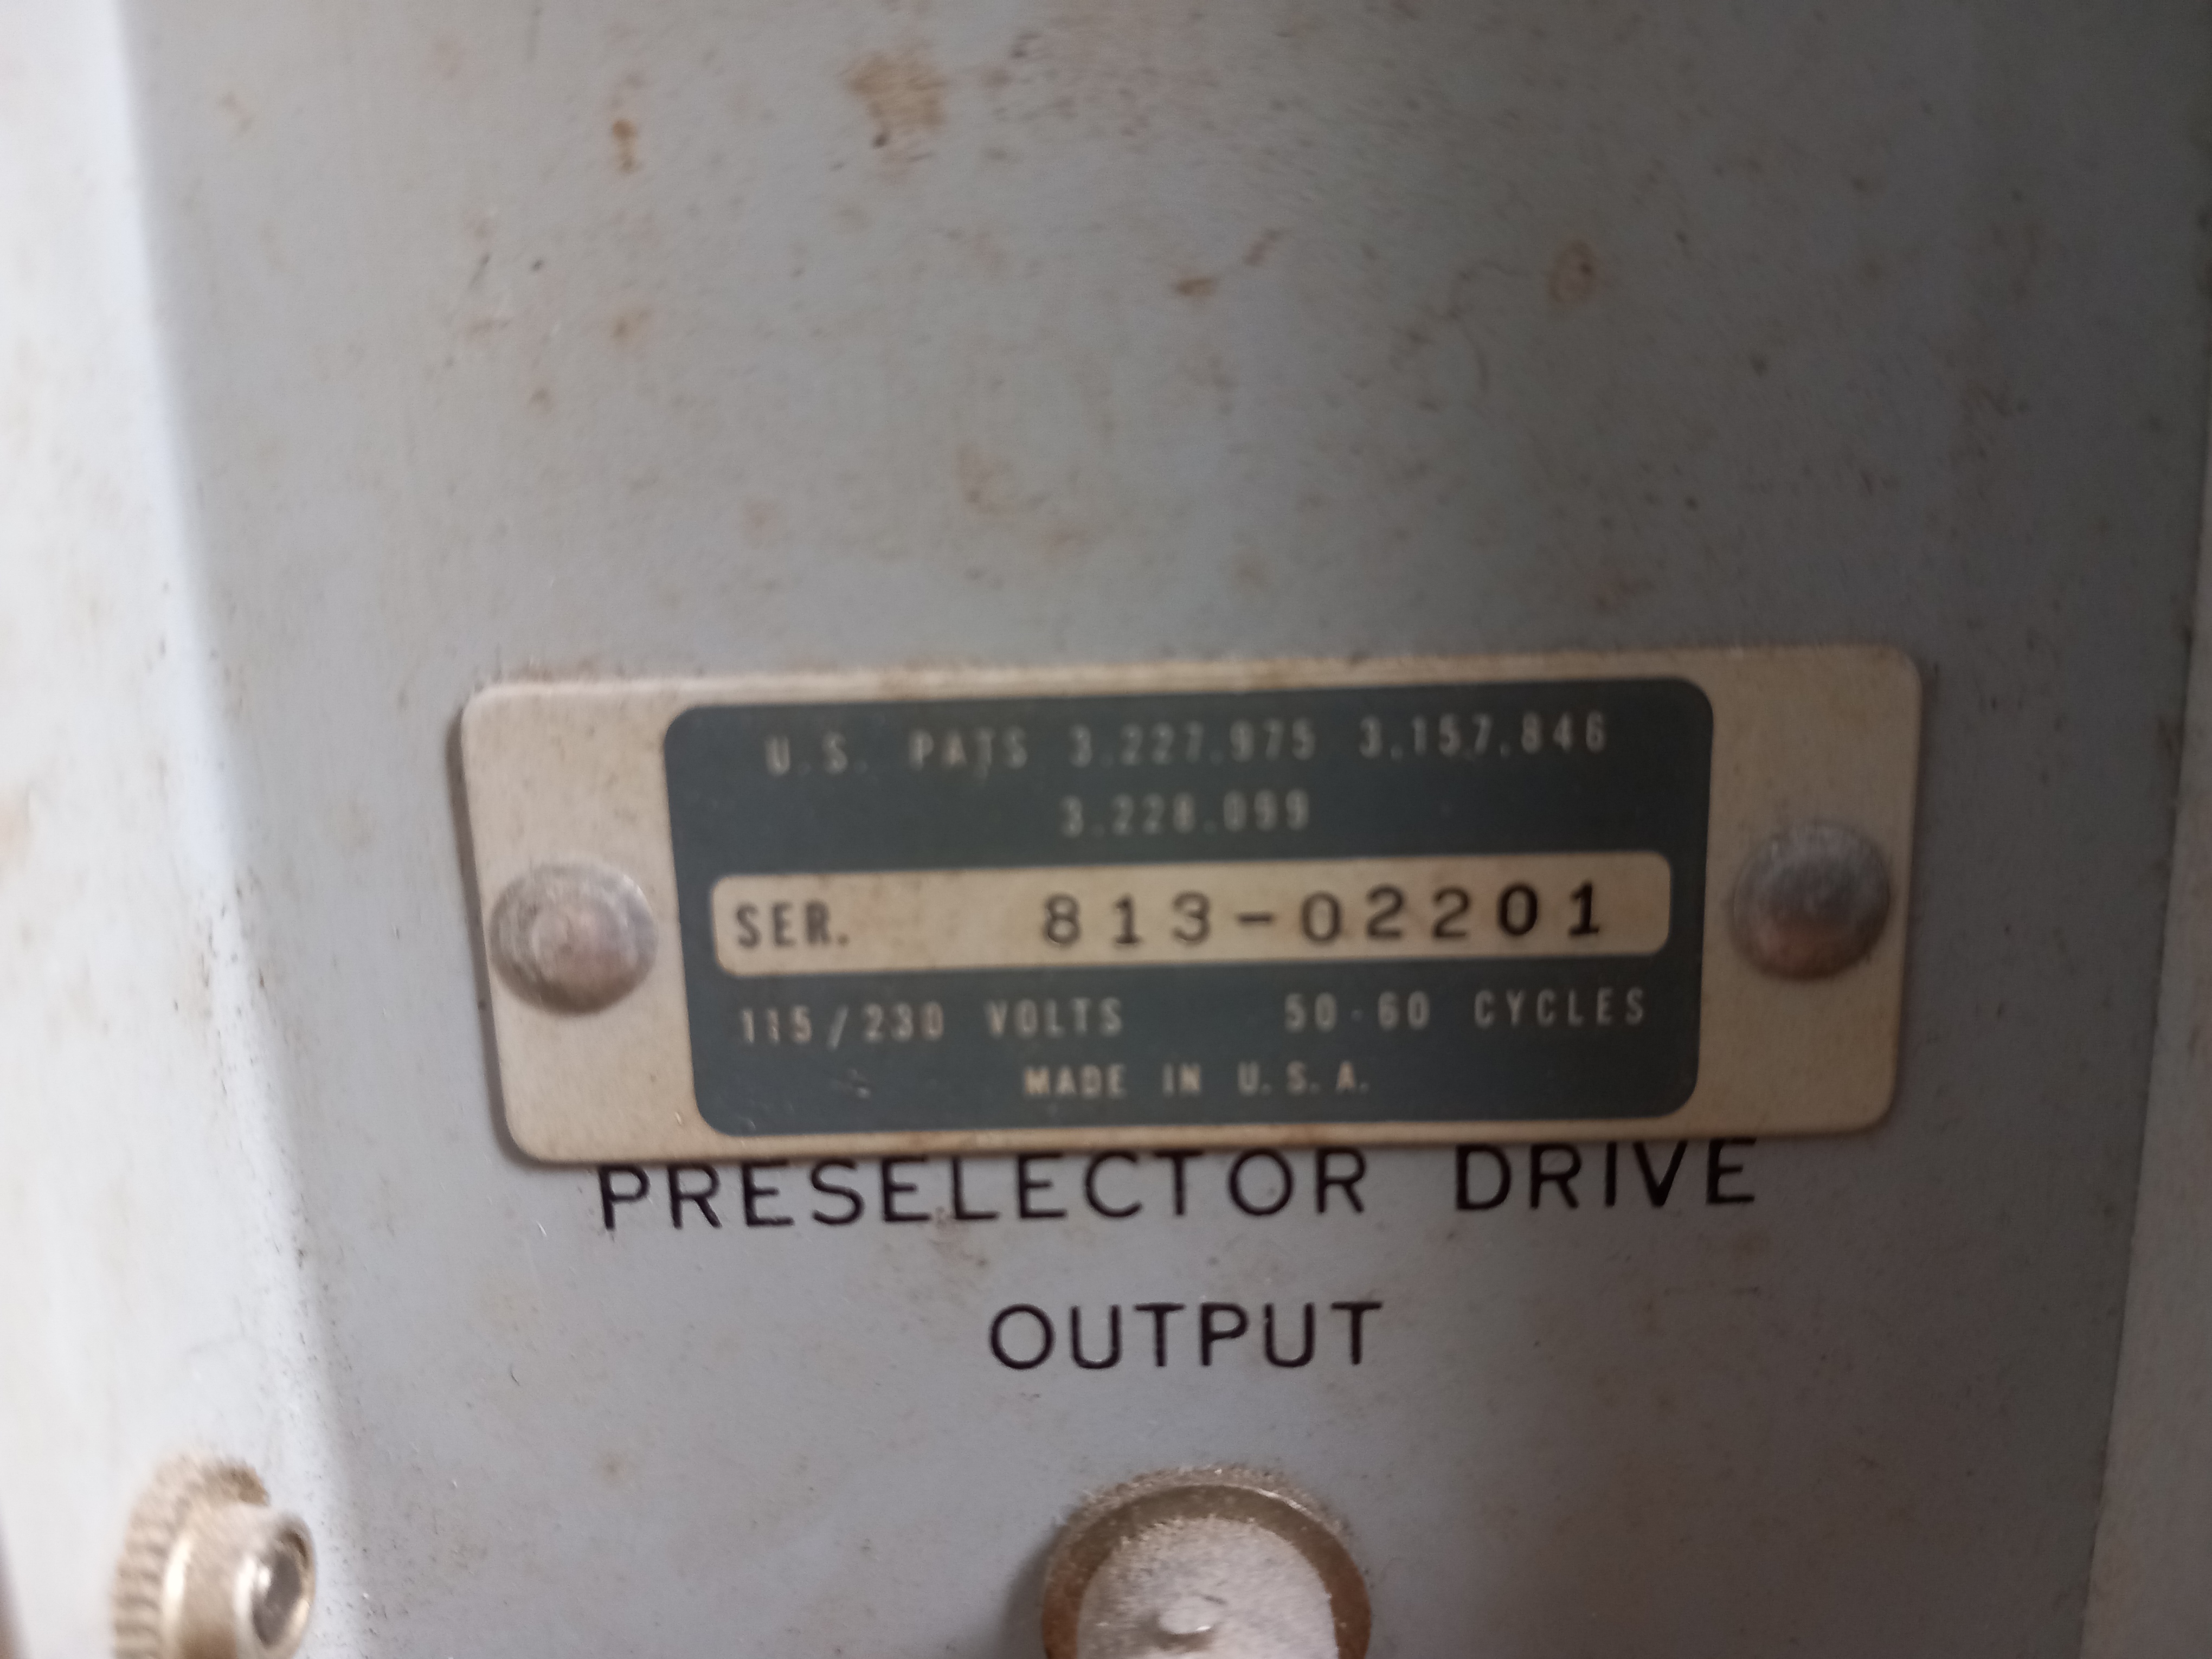 U.S. PATS 3.227.975 3.157.846
3.228.099
SER. 813-02201
115/230 VOLTS 50-60 CYCLES
MADE IN U.S.A.
PRESELECTOR DRIVE
OUTPUT